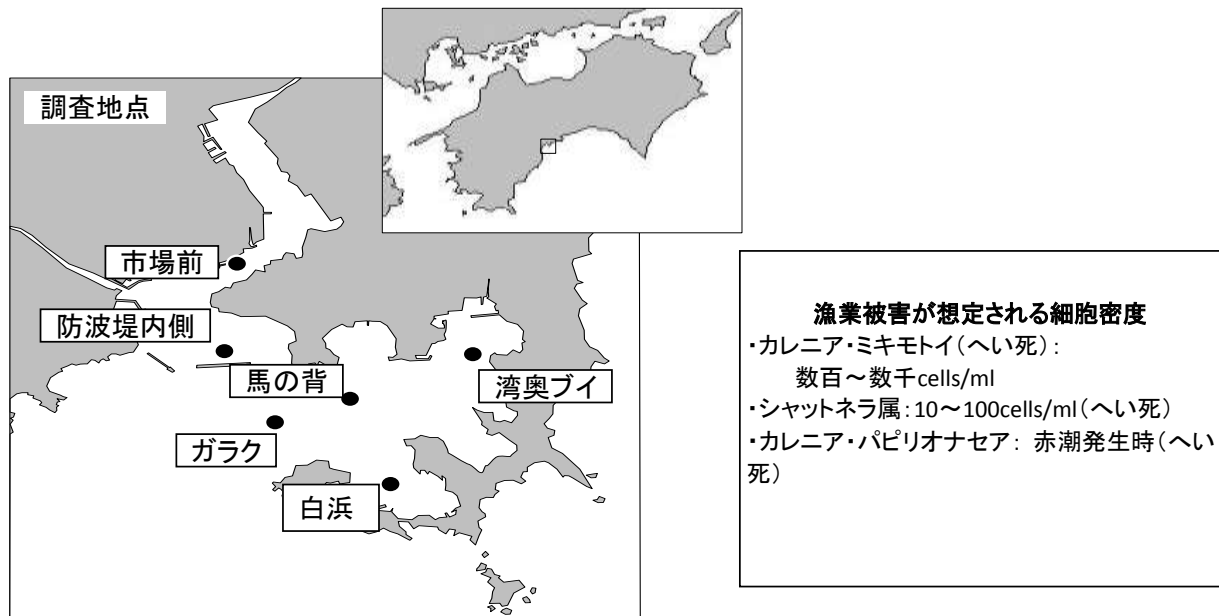 調査地点
市場前
防波堤内側
馬の背
湾奥ブイ
ガラク
白浜
漁業被害が想定される細胞密度
・カレニア・ミキモトイ(へい死):
数百～数千cells/ml
・シャットネラ属:10～100cells/ml(へい死)
・カレニア・パピリオナセア: 赤潮発生時(へい
死)